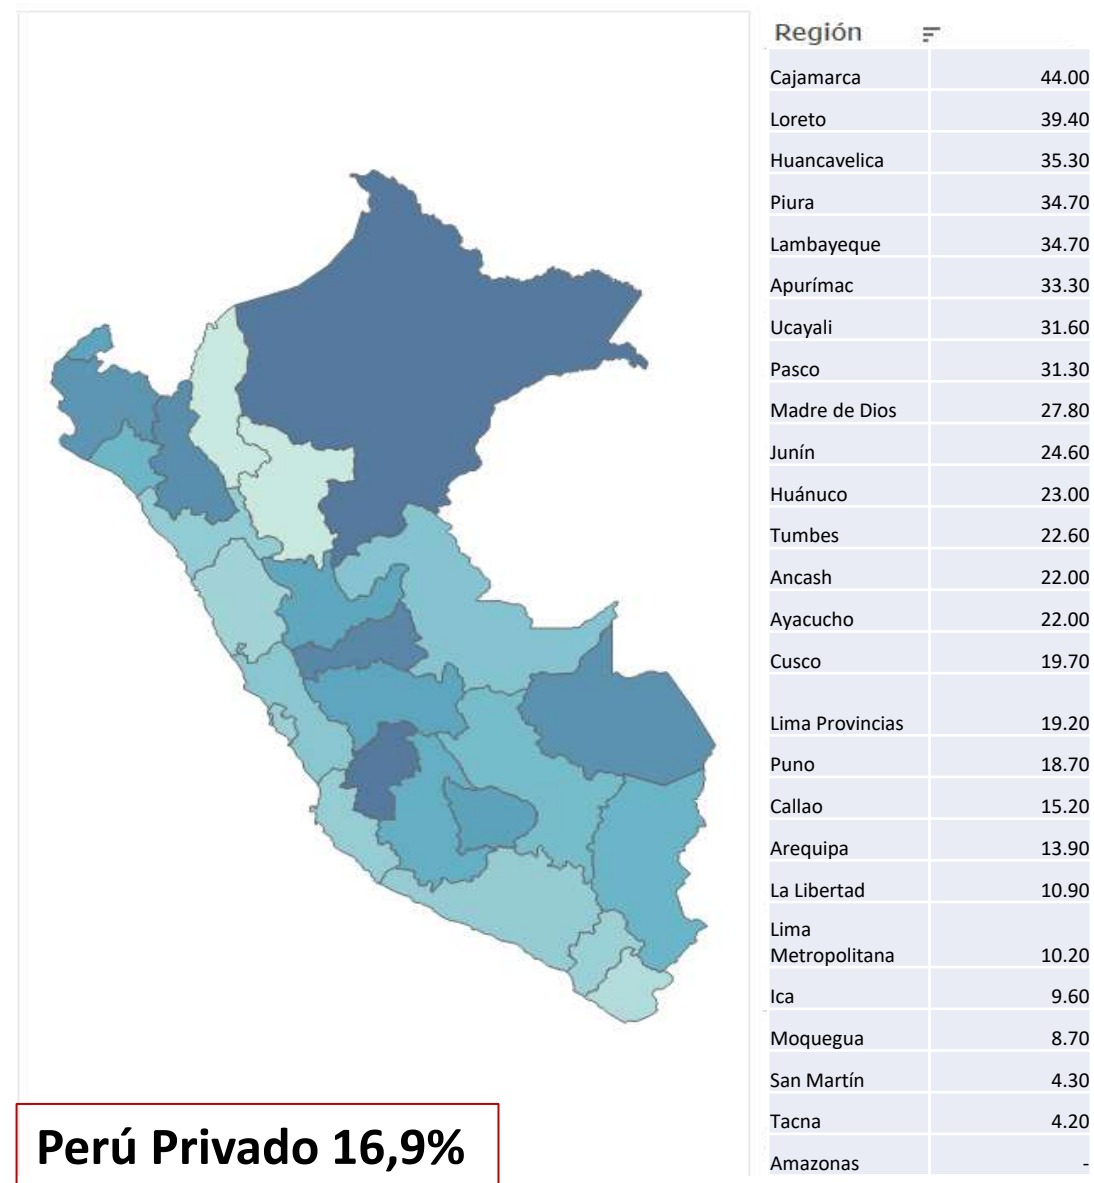 Región
Cajamarca 44.00
Loreto 39.40
Huancavelica 35.30
Piura 34.70
Lambayeque 34.70
Apurímac 33.30
Ucayali 31.60
Pasco 31.30
Madre de Dios 27.80
Junín 24.60
Huánuco 23.00
Tumbes 22.60
Ancash 22.00
Ayacucho 22.00
Cusco 19.70
Lima Provincias 19.20
Puno 18.70
Callao 15.20
Arequipa 13.90
La Libertad 10.90
Lima
Metropolitana 10.20
Ica 9.60
Moquegua 8.70
San Martín 4.30
Tacna 4.20
Amazonas -
Perú Privado 16,9%